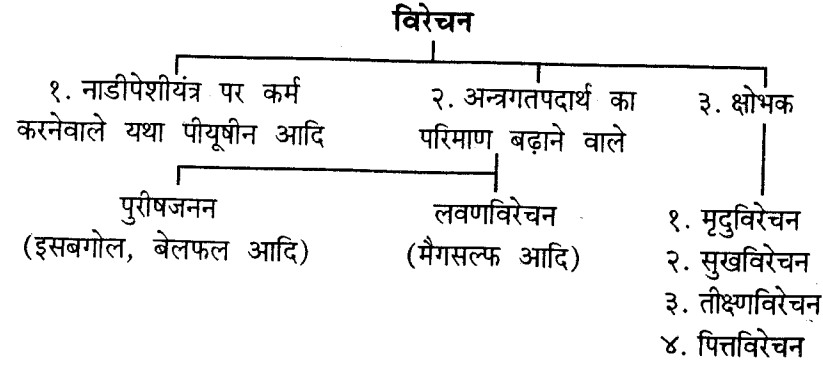 विरेचन
१. नाडीपेशीयंत्र पर कर्म
करनेवाले यथा पीयूषीन आदि
२. अन्त्रगतपदार्थ का
परिमाण बढ़ाने वाले
३. क्षोभक
पुरीषजनन
(इसबगोल, बेलफल आदि)
लवणविरेचन
(मैगसल्फ आदि)
१. मृदुविरेचन
२. सुखविरेचन
३. तीक्ष्णविरेचन
४. पित्तविरेचन